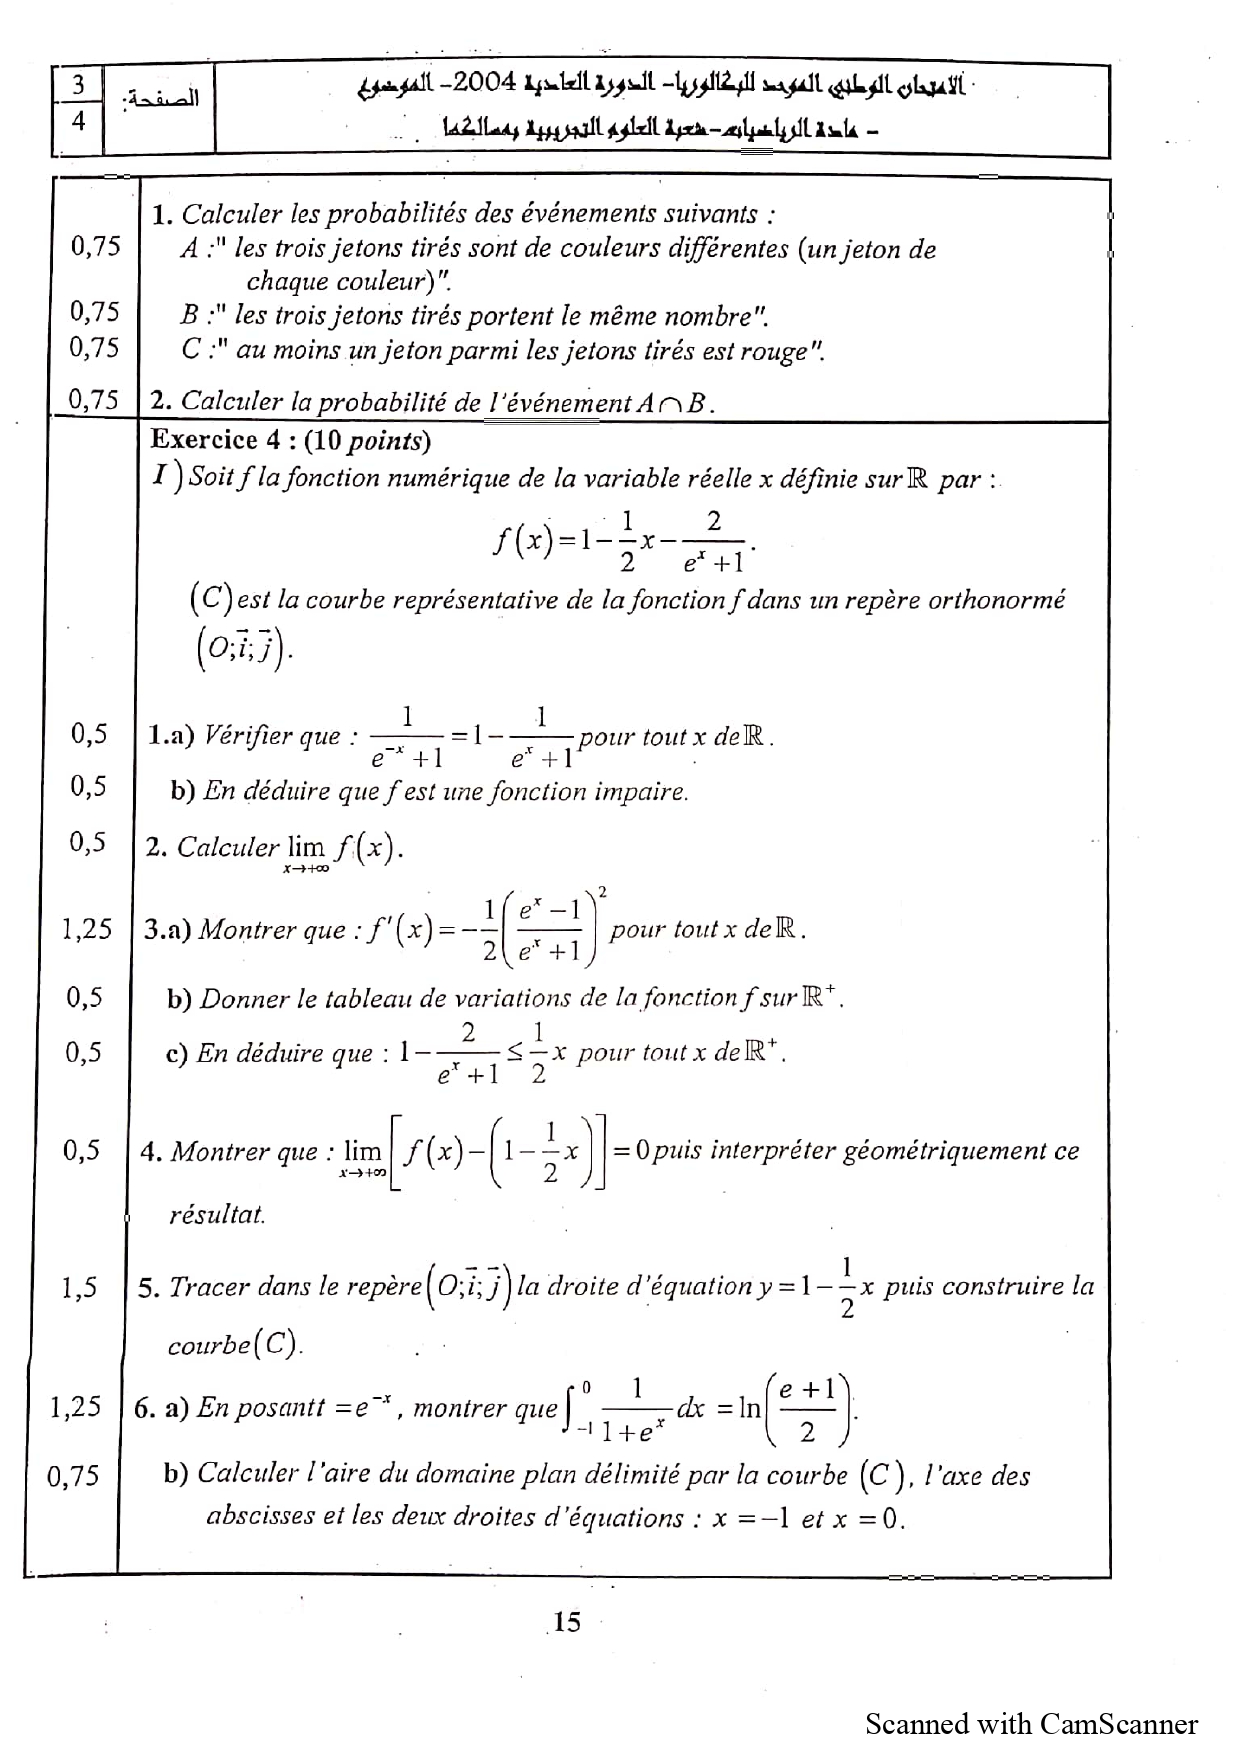 3
4
الصفحة:
الامتحان الوطني الموحد للبكالوريا- الدورة العادية 2004- الموضوع
- مادة الرياضيات-شعبة العلوم التجريبية ومسالكها
1. Calculer les probabilités des événements suivants :
0,75 A :" les trois jetons tirés sont de couleurs différentes (un jeton de
chaque couleur)".
0,75 B :" les trois jetons tirés portent le même nombre".
0,75 C :" au moins un jeton parmi les jetons tirés est rouge".
0,75 2. Calculer la probabilité de l'événement A∩B.
Exercice 4 : (10 points)
I ) Soit f la fonction numérique de la variable réelle x définie sur ℝ par :
f(x)=1-\frac{1}{2}x-\frac{2}{e^x+1}.
(C) est la courbe représentative de la fonction f dans un repère orthonormé
(O;\vec{i};\vec{j}).
0,5 1.a) Vérifier que : \frac{1}{e^{-x}+1}=1-\frac{1}{e^x+1} pour tout x de ℝ.
0,5 b) En déduire que f est une fonction impaire.
0,5 2. Calculer \lim_{x→+∞} f(x).
1,25 3.a) Montrer que : f'(x)=-\frac{1}{2}\left(\frac{e^x-1}{e^x+1}\right)^2 pour tout x de ℝ.
0,5 b) Donner le tableau de variations de la fonction f sur ℝ⁺.
0,5 c) En déduire que : 1-\frac{2}{e^x+1}≤\frac{1}{2}x pour tout x de ℝ⁺.
0,5 4. Montrer que : \lim_{x→+∞}\left[f(x)-\left(1-\frac{1}{2}x\right)\right]=0 puis interpréter géométriquement ce
résultat.
1,5 5. Tracer dans le repère (O;\vec{i};\vec{j}) la droite d'équation y=1-\frac{1}{2}x puis construire la
courbe (C).
1,25 6. a) En posant t =e^{-x}, montrer que \int_{-1}^{0}\frac{1}{1+e^x}dx =\ln\left(\frac{e+1}{2}\right).
0,75 b) Calculer l'aire du domaine plan délimité par la courbe (C), l'axe des
abscisses et les deux droites d'équations : x =-1 et x =0.
15
Scanned with CamScanner